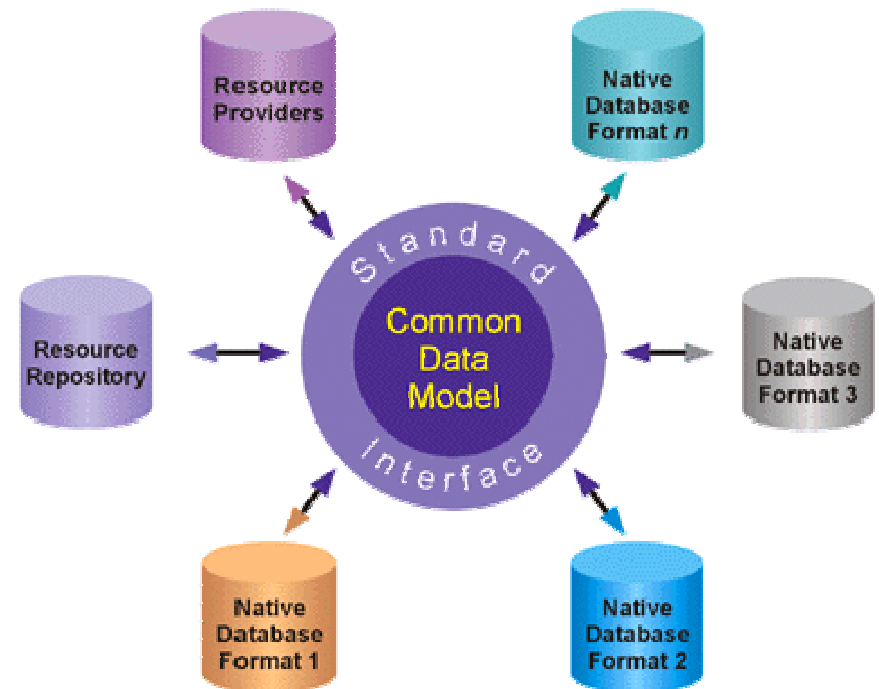 Resource
Providers
Native
Database
Format n
Standard
Interface
Common
Data
Model
Resource
Repository
Native
Database
Format 3
Native
Database
Format 1
Native
Database
Format 2